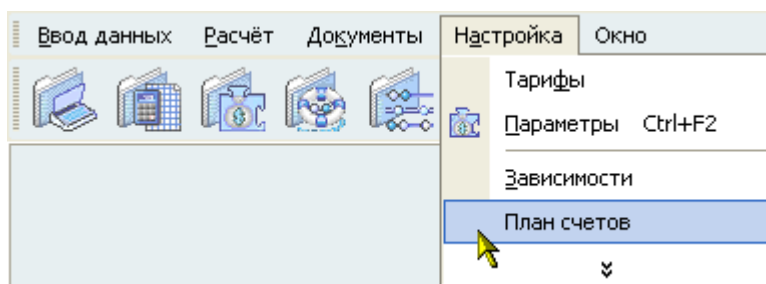 Ввод данных Расчёт Документы Настройка Окно
Тарифы
Параметры Ctrl+F2
Зависимости
План счетов